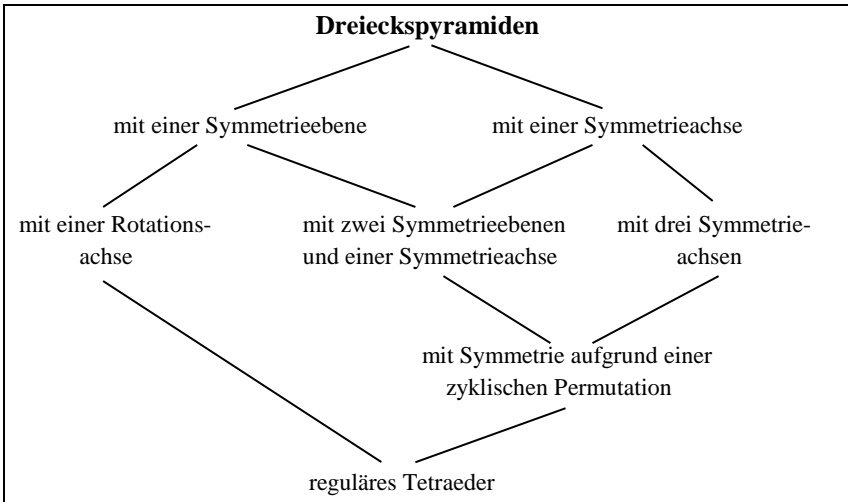 Dreieckspyramiden
mit einer Symmetrieebene
mit einer Symmetrieachse
mit einer Rotations-
achse
mit zwei Symmetrieebenen
und einer Symmetrieachse
mit drei Symmetrie-
achsen
mit Symmetrie aufgrund einer
zyklischen Permutation
reguläres Tetraeder